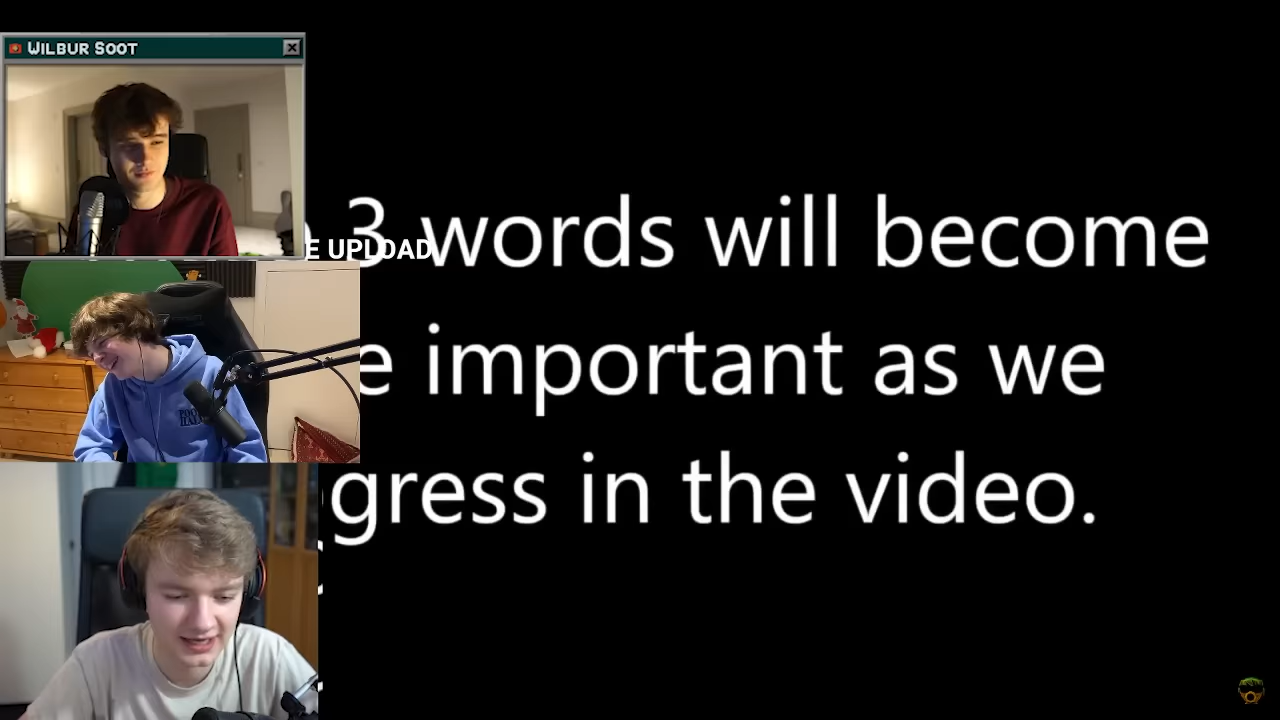 WILBUR SOOT
E UPLOAD
3 words will become
e important as we
gress in the video.